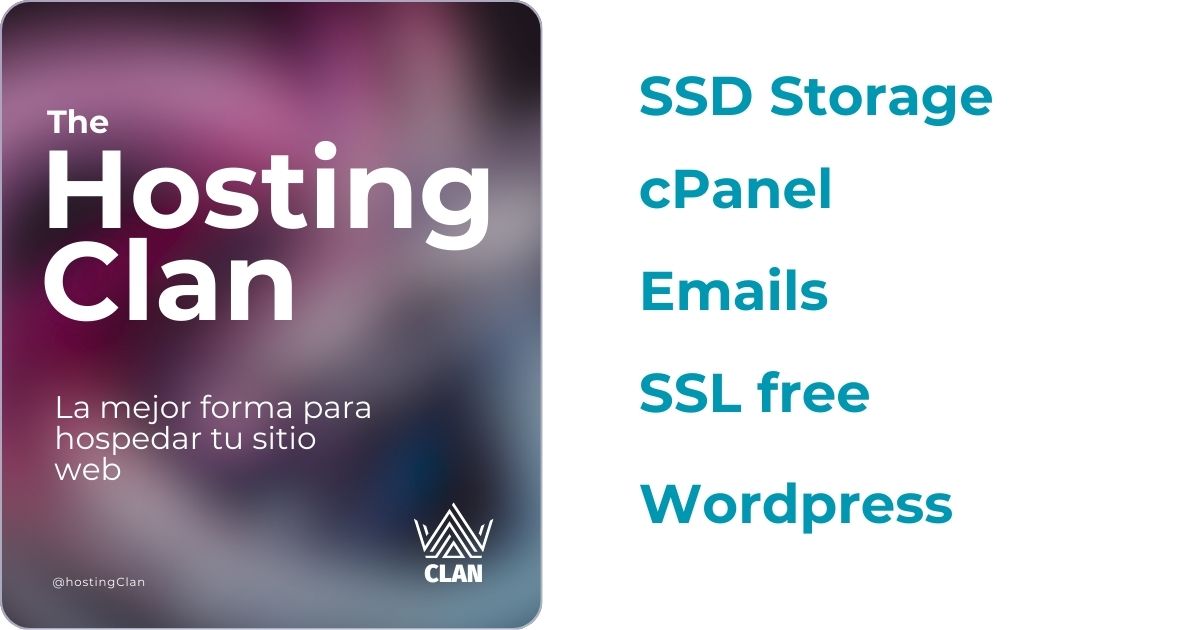 The
Hosting
Clan
La mejor forma para
hospedar tu sitio
web
@hostingClan
CLAN
SSD Storage
cPanel
Emails
SSL free
Wordpress